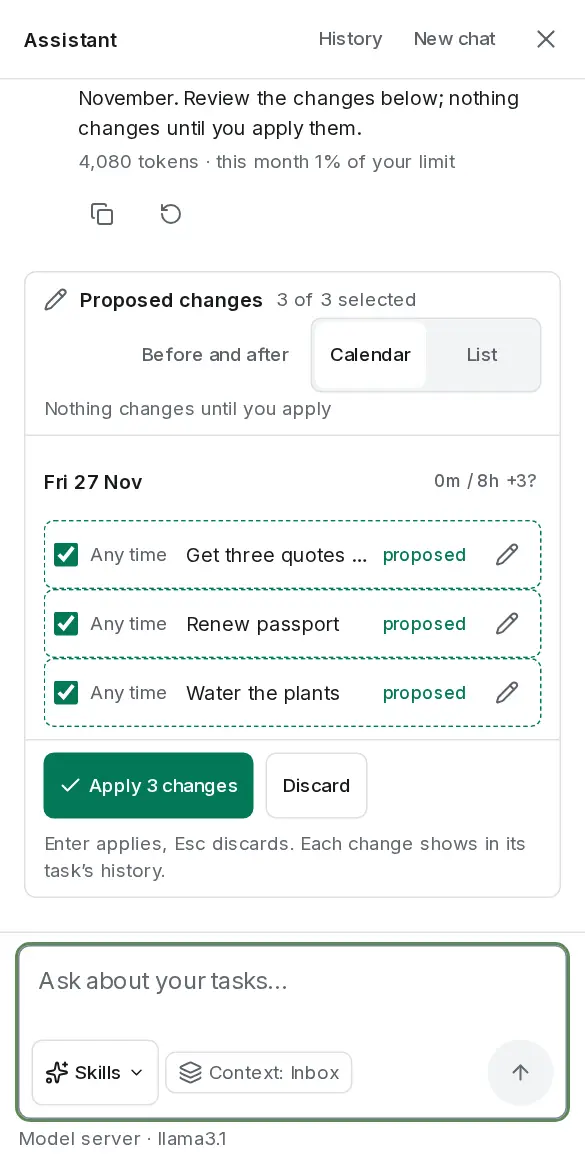 Assistant
History
New chat
November. Review the changes below; nothing
changes until you apply them.
4,080 tokens · this month 1% of your limit
Proposed changes 3 of 3 selected
Before and after
Calendar
List
Nothing changes until you apply
Fri 27 Nov
0m / 8h +3?
Any time Get three quotes ... proposed
Any time Renew passport proposed
Any time Water the plants proposed
Apply 3 changes
Discard
Enter applies, Esc discards. Each change shows in its
task’s history.
Ask about your tasks...
Skills
Context: Inbox
Model server · llama3.1